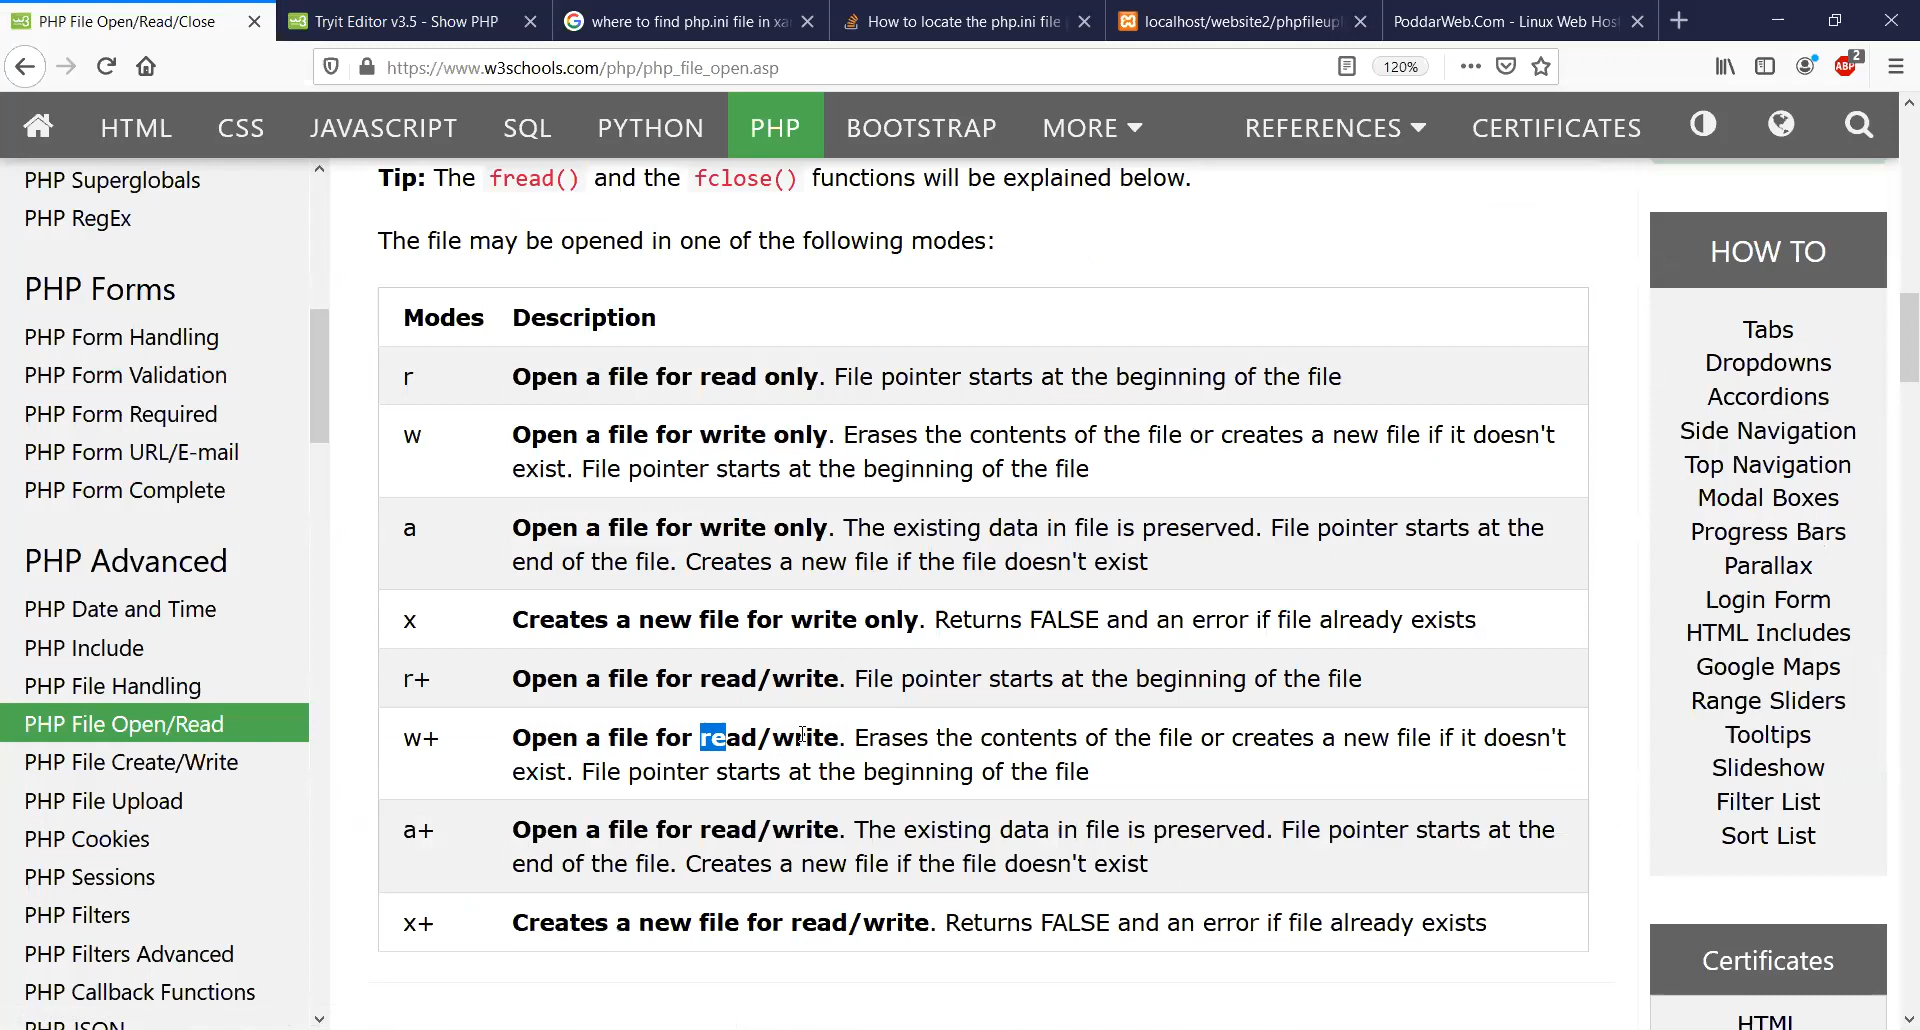 PHP File Open/Read/Close
Tryit Editor v3.5 - Show PHP
where to find php.ini file in xa
How to locate the php.ini file
localhost/website2/phpfileupl
PoddarWeb.Com - Linux Web Hos
https://www.w3schools.com/php/php_file_open.asp
120%
ABP
2
HTML
CSS
JAVASCRIPT
SQL
PYTHON
PHP
BOOTSTRAP
MORE
REFERENCES
CERTIFICATES
PHP Superglobals
PHP RegEx
PHP Forms
PHP Form Handling
PHP Form Validation
PHP Form Required
PHP Form URL/E-mail
PHP Form Complete
PHP Advanced
PHP Date and Time
PHP Include
PHP File Handling
PHP File Open/Read
PHP File Create/Write
PHP File Upload
PHP Cookies
PHP Sessions
PHP Filters
PHP Filters Advanced
PHP Callback Functions
PHP JSON
Tip: The fread() and the fclose() functions will be explained below.
The file may be opened in one of the following modes:
Modes Description
r Open a file for read only. File pointer starts at the beginning of the file
w Open a file for write only. Erases the contents of the file or creates a new file if it doesn't
exist. File pointer starts at the beginning of the file
a Open a file for write only. The existing data in file is preserved. File pointer starts at the
end of the file. Creates a new file if the file doesn't exist
x Creates a new file for write only. Returns FALSE and an error if file already exists
r+ Open a file for read/write. File pointer starts at the beginning of the file
w+ Open a file for read/write. Erases the contents of the file or creates a new file if it doesn't
exist. File pointer starts at the beginning of the file
a+ Open a file for read/write. The existing data in file is preserved. File pointer starts at the
end of the file. Creates a new file if the file doesn't exist
x+ Creates a new file for read/write. Returns FALSE and an error if file already exists
HOW TO
Tabs
Dropdowns
Accordions
Side Navigation
Top Navigation
Modal Boxes
Progress Bars
Parallax
Login Form
HTML Includes
Google Maps
Range Sliders
Tooltips
Slideshow
Filter List
Sort List
Certificates
HTML